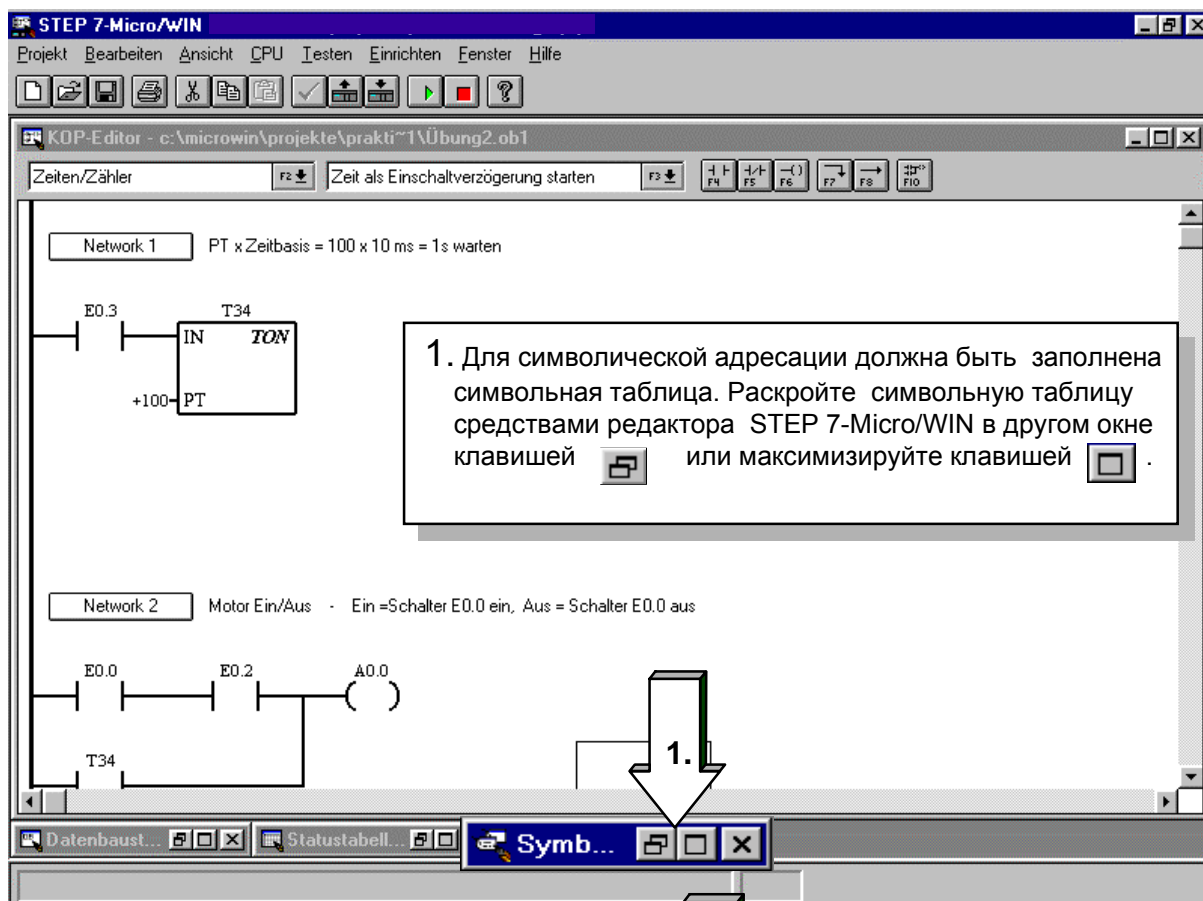 STEP 7-Micro/WIN
Projekt Bearbeiten Ansicht CPU Testen Einrichten Fenster Hilfe
KOP-Editor - c:\microwin\projekte\prakti~1\Übung2.ob1
Zeiten/Zähler F2 Zeit als Einschaltverzögerung starten F3 F4 F5 F6 F7 F8 F10
Network 1 PT x Zeitbasis = 100 x 10 ms = 1s warten
E0.3 T34
IN TON
+100 PT
1. Для символической адресации должна быть заполнена
символьная таблица. Раскройте символьную таблицу
средствами редактора STEP 7-Micro/WIN в другом окне
клавишей или максимизируйте клавишей .
Network 2 Motor Ein/Aus - Ein =Schalter E0.0 ein, Aus = Schalter E0.0 aus
E0.0 E0.2 A0.0
T34
1.
Datenbaust... Statustabell... Symb...